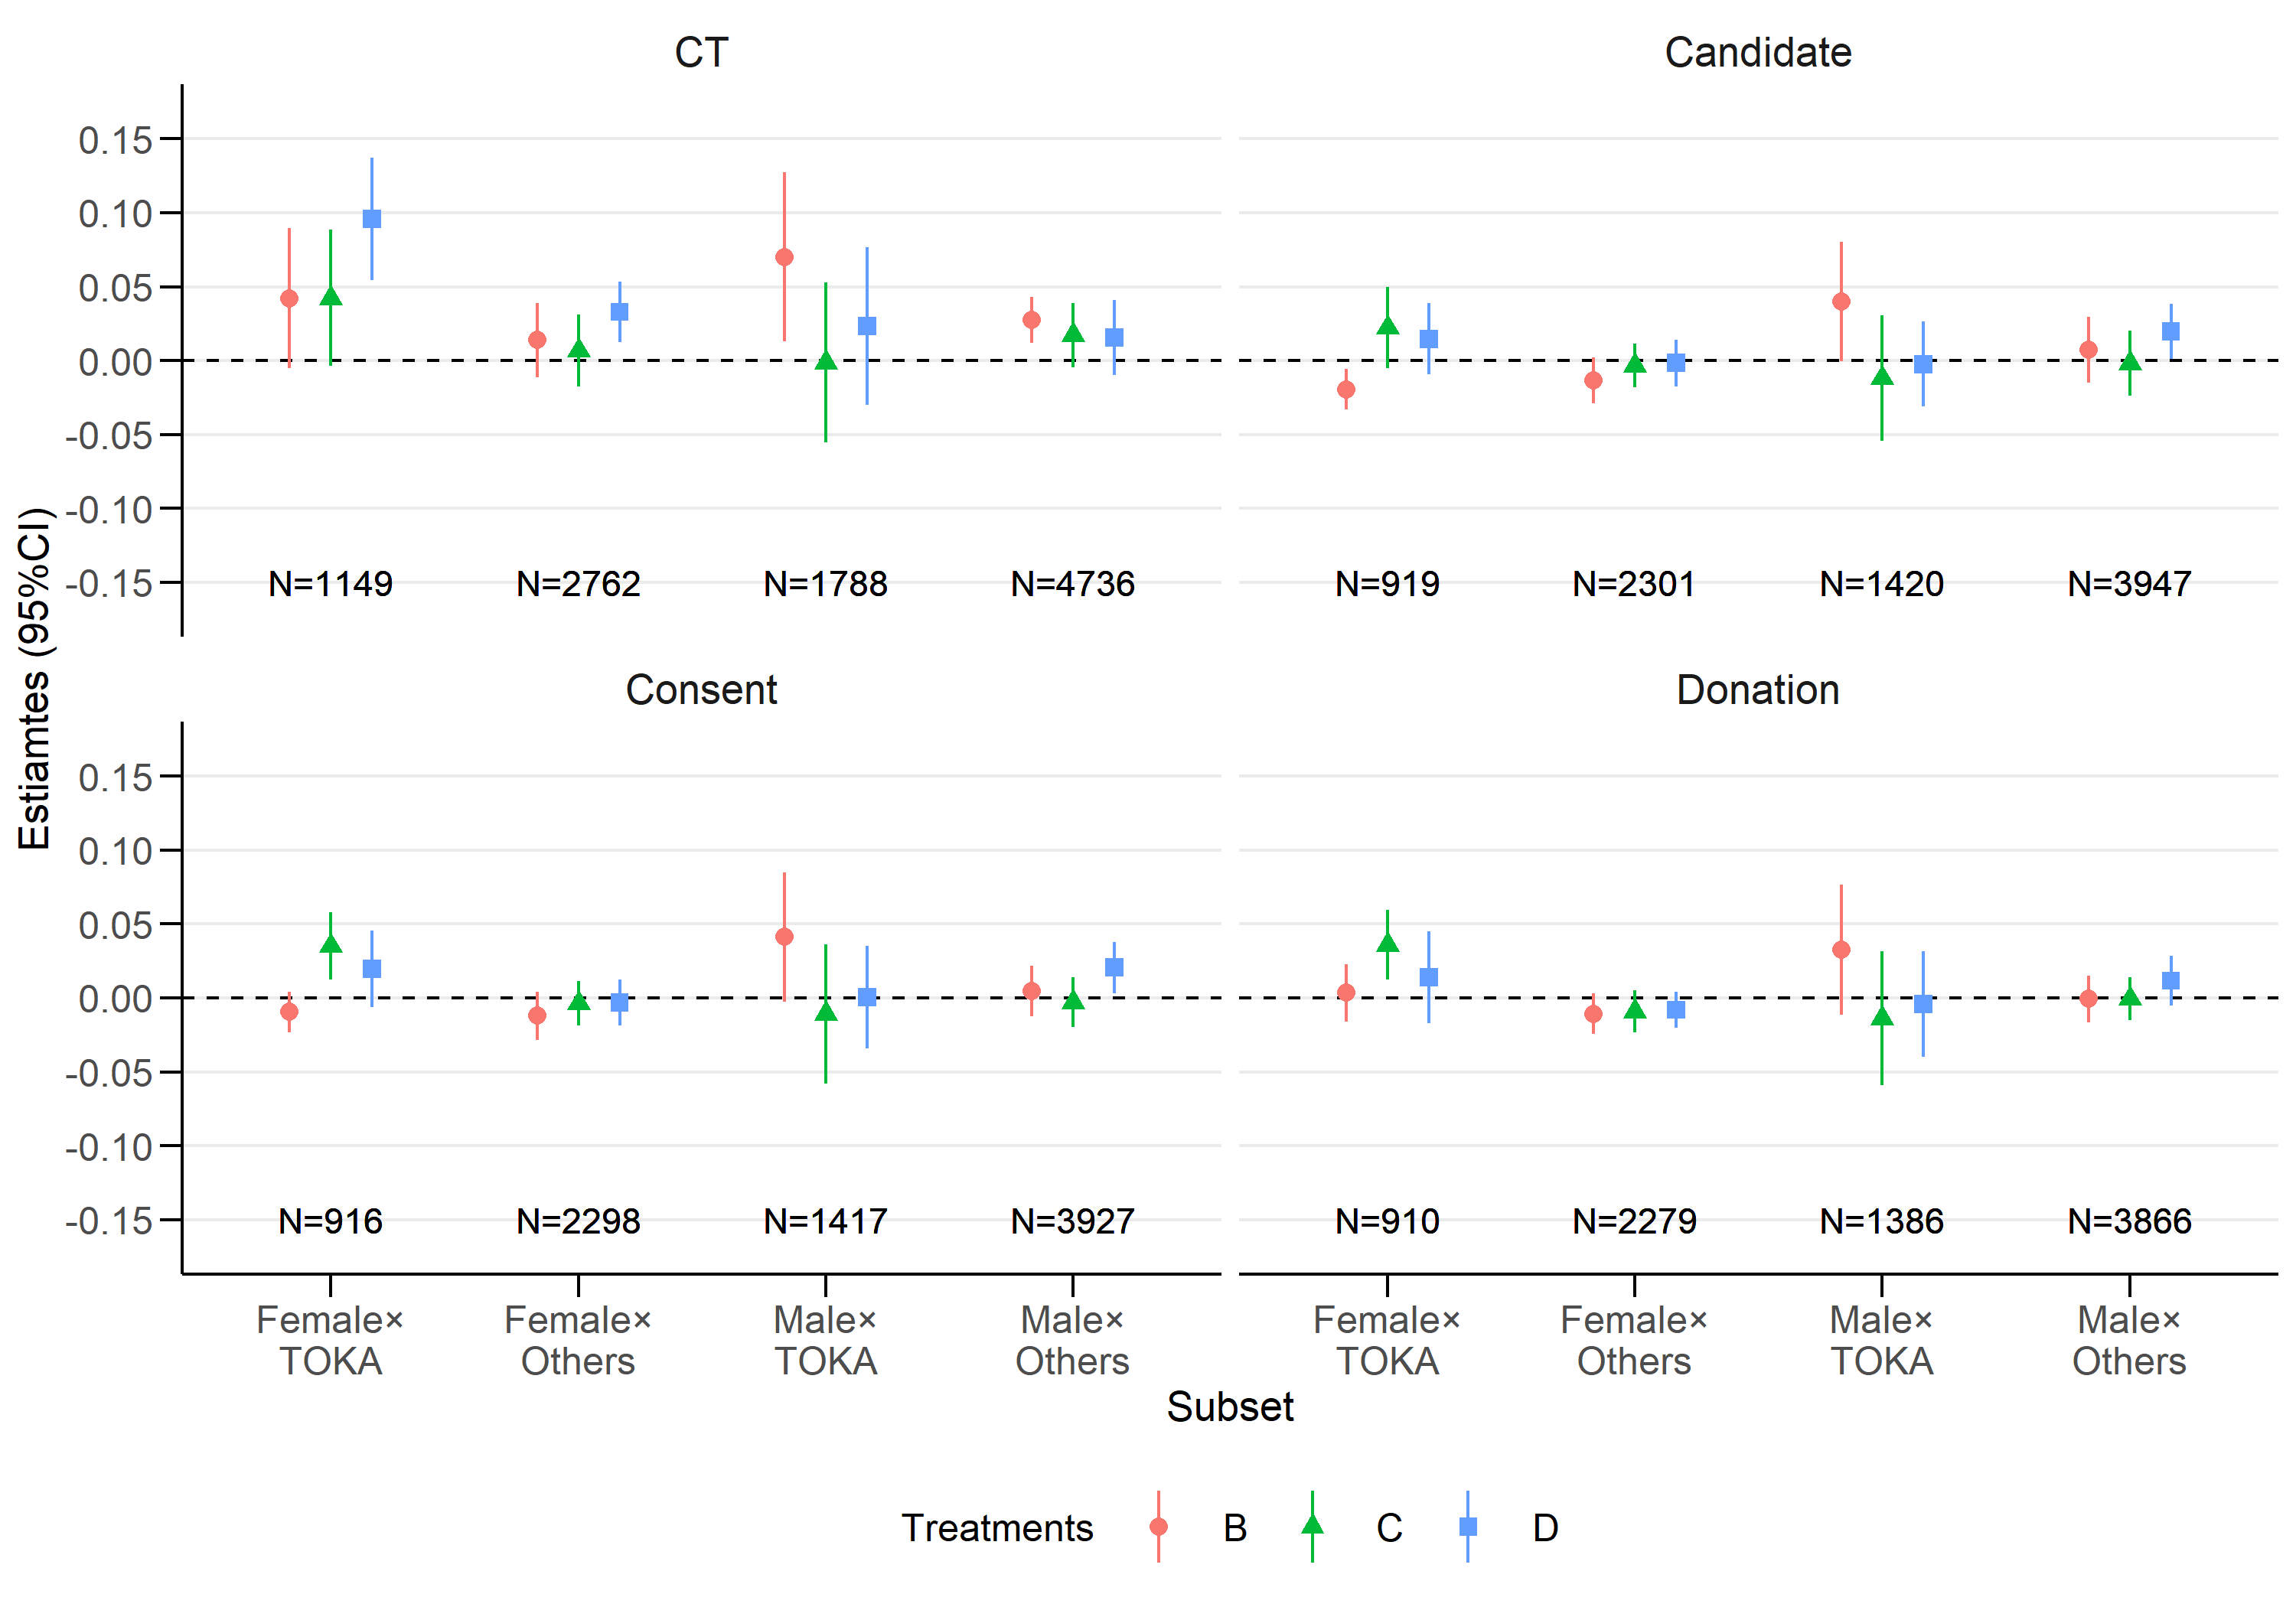 CT
Candidate
0.15
0.10
0.05
0.00
-0.05
-0.10
-0.15
N=1149
N=2762
N=1788
N=4736
N=919
N=2301
N=1420
N=3947
Estiamtes (95%CI)
Consent
Donation
0.15
0.10
0.05
0.00
-0.05
-0.10
-0.15
N=916
N=2298
N=1417
N=3927
N=910
N=2279
N=1386
N=3866
Female×
TOKA
Female×
Others
Male×
TOKA
Male×
Others
Female×
TOKA
Female×
Others
Male×
TOKA
Male×
Others
Subset
Treatments B C D